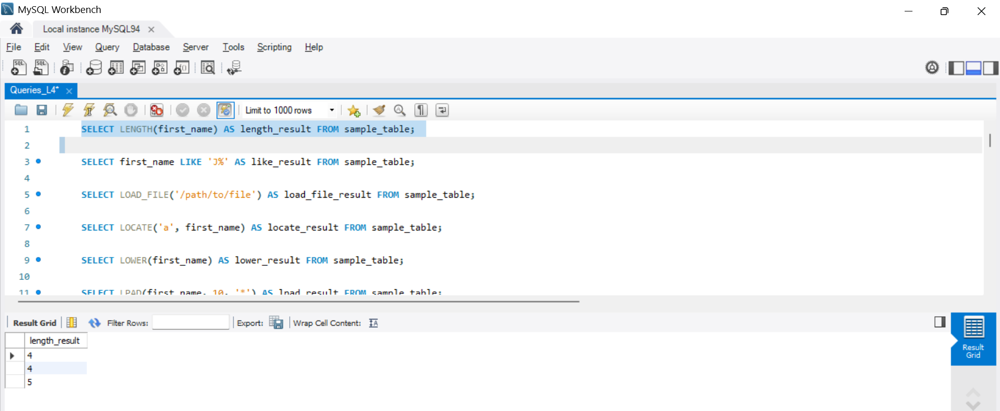 MySQL Workbench
Local instance MySQL94
File Edit View Query Database Server Tools Scripting Help
Queries_L4*
Limit to 1000 rows
1 SELECT LENGTH(first_name) AS length_result FROM sample_table;
2
3 SELECT first_name LIKE 'J%' AS like_result FROM sample_table;
4
5 SELECT LOAD_FILE('/path/to/file') AS load_file_result FROM sample_table;
6
7 SELECT LOCATE('a', first_name) AS locate_result FROM sample_table;
8
9 SELECT LOWER(first_name) AS lower_result FROM sample_table;
10
11 SELECT LPAD(first_name, 10, '*') AS lpad_result FROM sample_table;
Result Grid Filter Rows: Export: Wrap Cell Content: IA
length_result
4
4
5
Result
Grid